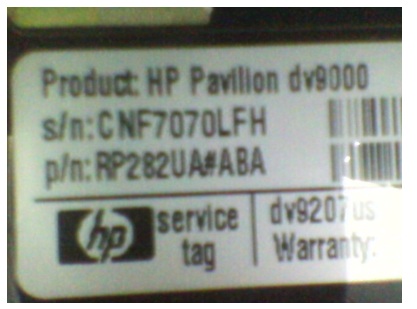 Product: HP Pavilion dv9000
s/n: CNF7070LFH
p/n: RP282UA#ABA
hp service tag
dv9207us
Warranty: